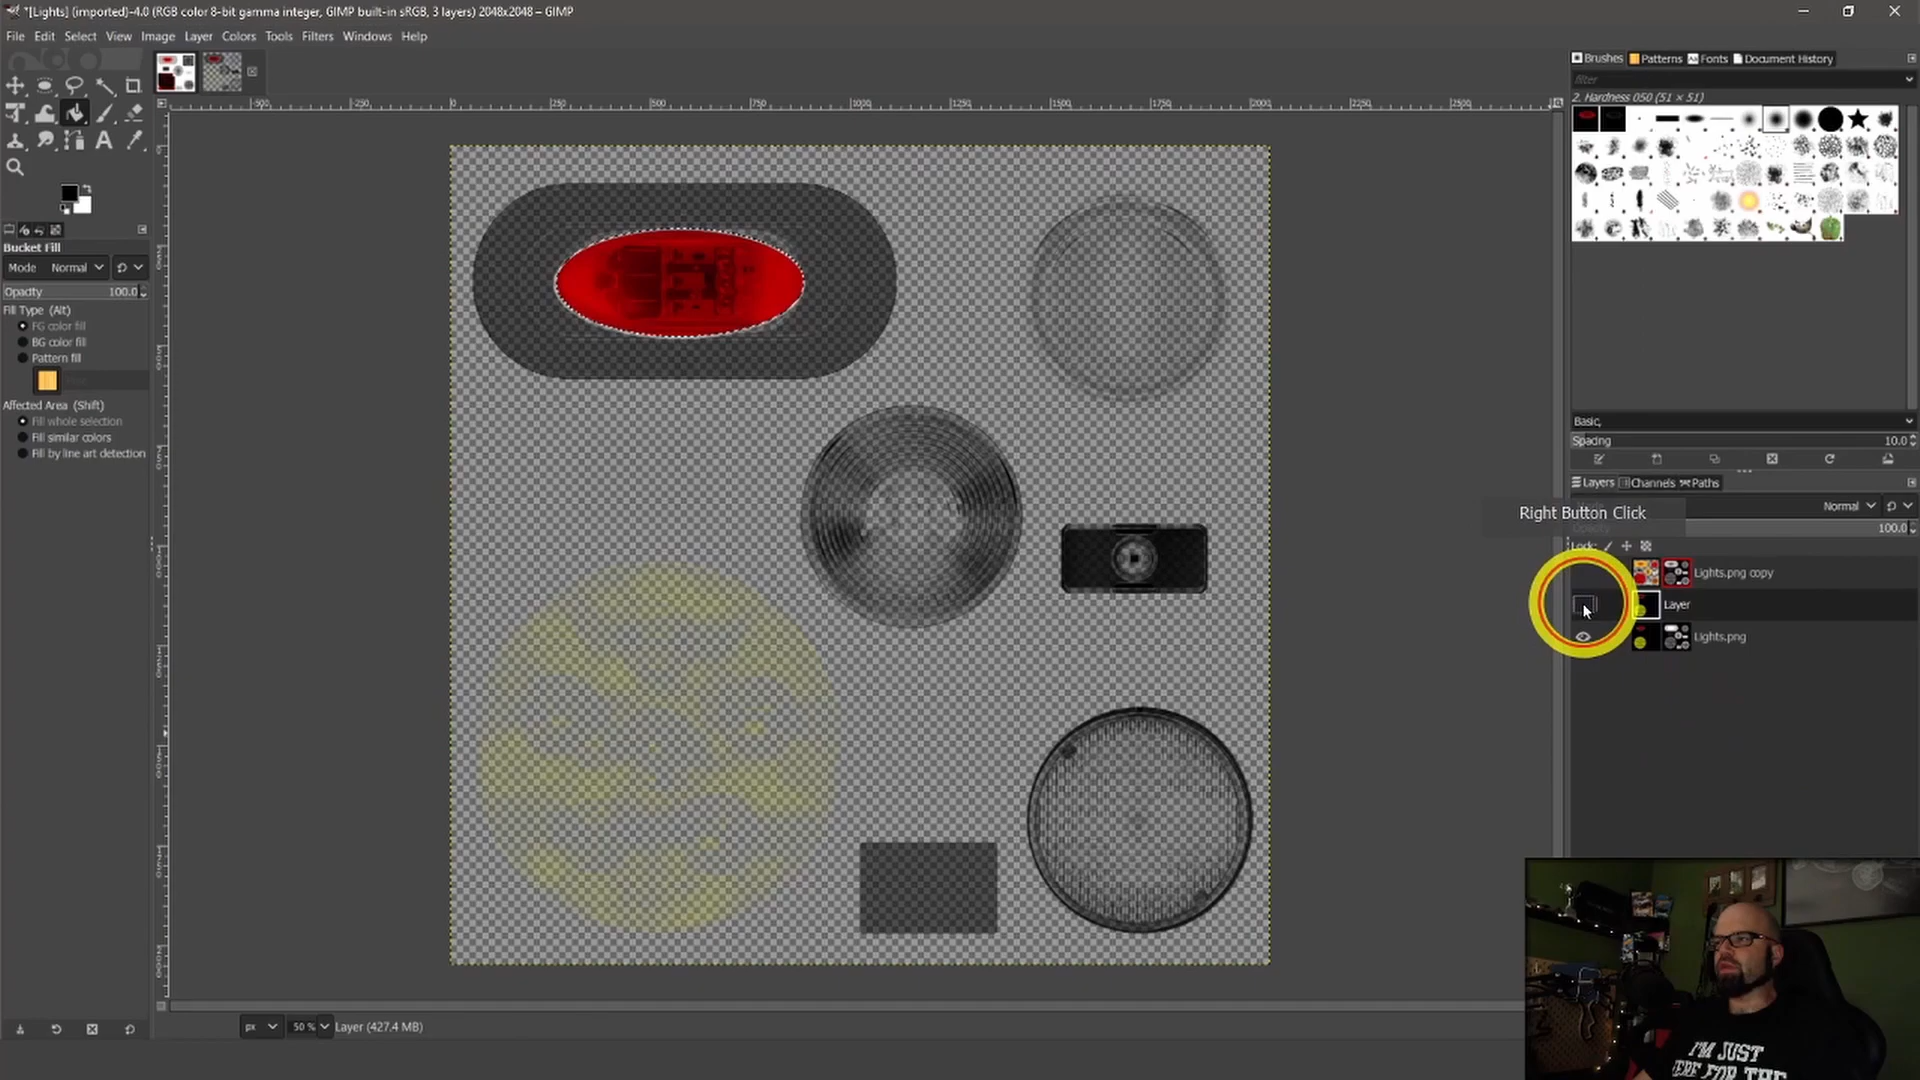 *[Lights] (imported)-4.0 (RGB color 8-bit gamma integer, GIMP built-in sRGB, 3 layers) 2048x2048 – GIMP
File Edit Select View Image Layer Colors Tools Filters Windows Help
Brushes Patterns Fonts Document History
filter
2. Hardness 050 (51 × 51)
Bucket Fill
Mode Normal
Opacity 100.0
Fill Type (Alt)
FG color fill
BG color fill
Pattern fill
Affected Area (Shift)
Fill whole selection
Fill similar colors
Fill by line art detection
Basic,
Spacing 10.0
Layers Channels Paths
Normal
Right Button Click
100.0
Lock:
Lights.png copy
Layer
Lights.png
px 50 % Layer (427.4 MB)
I'M JUST
HERE FOR THE